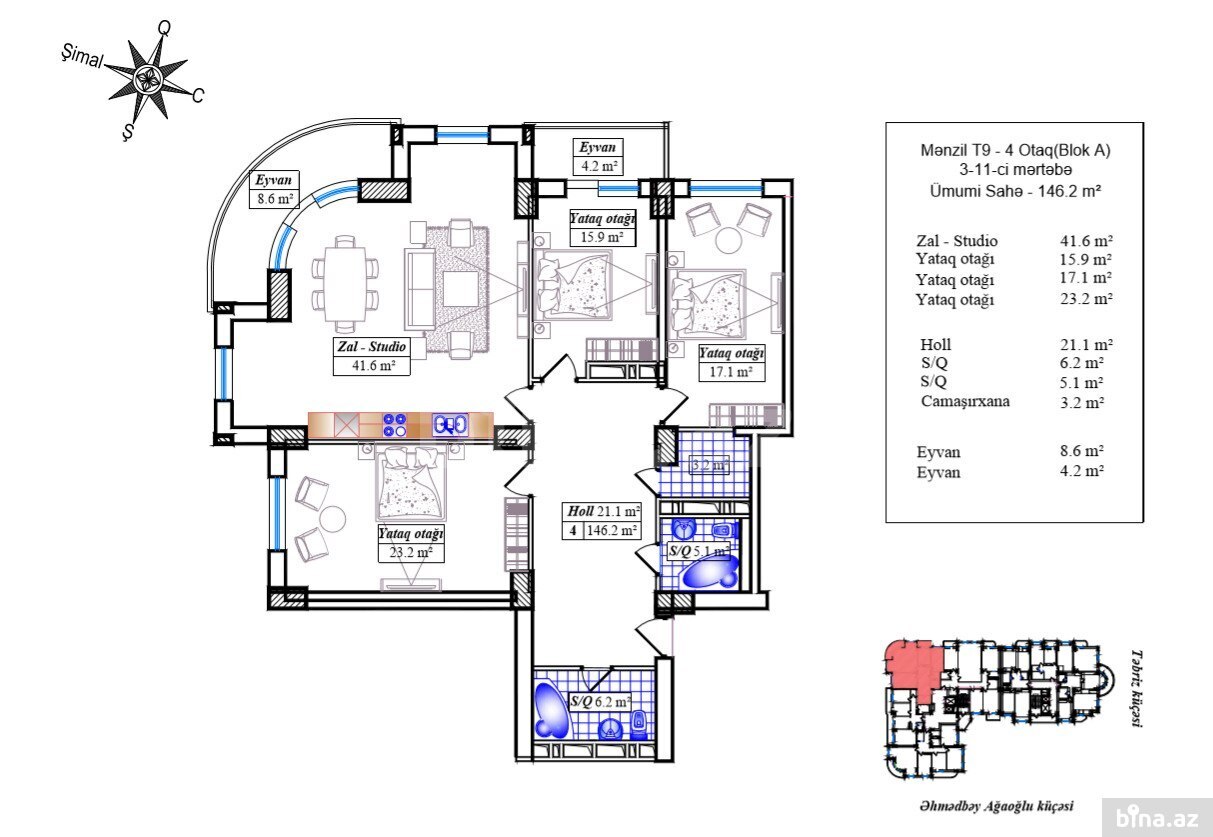 Q
Şimal
C
Ş
Eyvan
4.2 m²
Eyvan
8.6 m²
Yataq otağı
15.9 m²
Zal - Studio
41.6 m²
Yataq otağı
17.1 m²
3.2 m²
Holl 21.1 m²
4 146.2 m²
Yataq otağı
23.2 m²
S/Q 5.1 m²
S/Q 6.2 m²
Mənzil T9 - 4 Otaq(Blok A)
3-11-ci mərtəbə
Ümumi Sahə - 146.2 m²
Zal - Studio 41.6 m²
Yataq otağı 15.9 m²
Yataq otağı 17.1 m²
Yataq otağı 23.2 m²
Holl 21.1 m²
S/Q 6.2 m²
S/Q 5.1 m²
Camaşırxana 3.2 m²
Eyvan 8.6 m²
Eyvan 4.2 m²
Təbriz küçəsi
Əhmədbəy Ağaoğlu küçəsi
bina.az